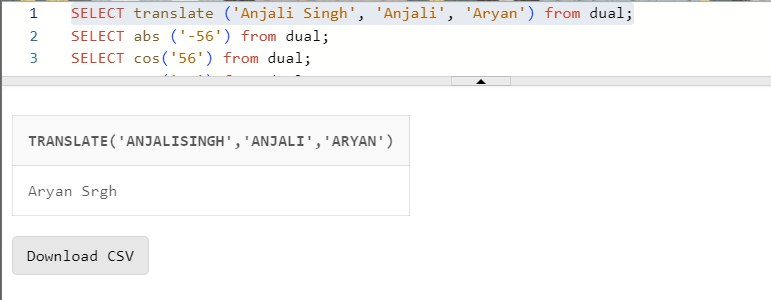 1 SELECT translate ('Anjali Singh', 'Anjali', 'Aryan') from dual;
2 SELECT abs ('-56') from dual;
3 SELECT cos('56') from dual;
TRANSLATE('ANJALISINGH','ANJALI','ARYAN')
Aryan Srgh
Download CSV